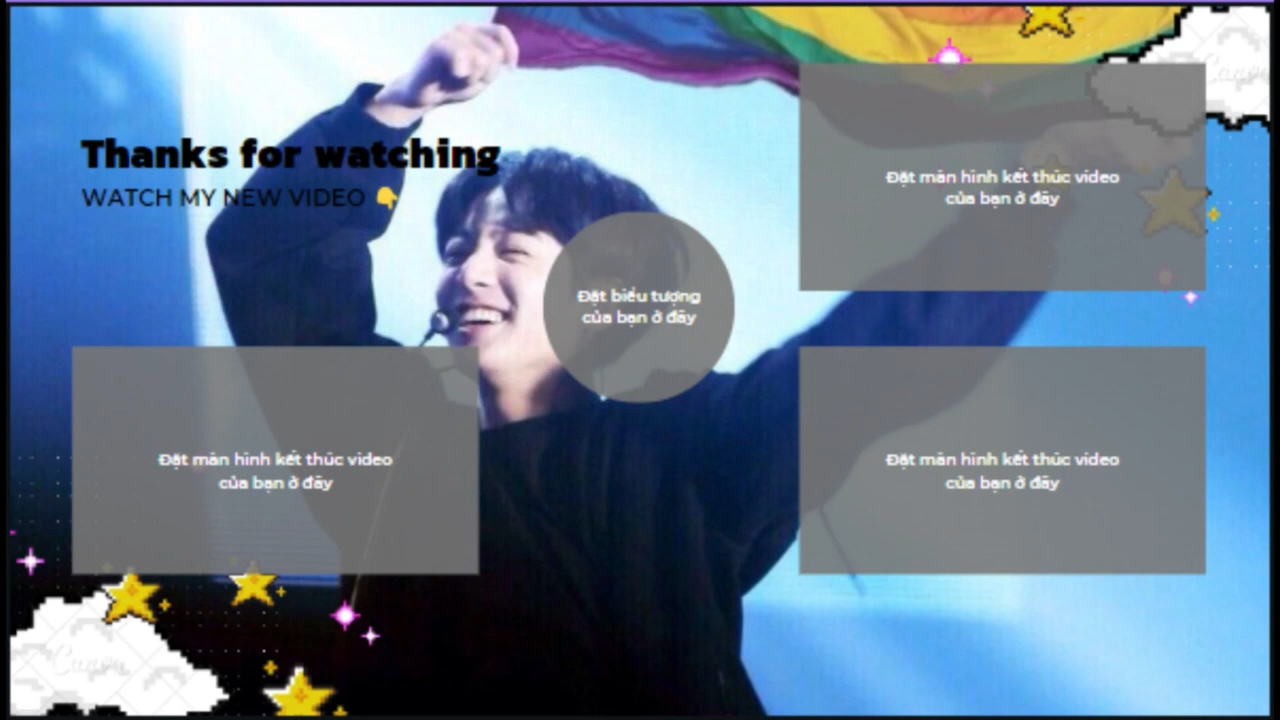 Thanks for watching
WATCH MY NEW VIDEO 👇
Đặt màn hình kết thúc video
của bạn ở đây
Đặt biểu tượng
của bạn ở đây
Đặt màn hình kết thúc video
của bạn ở đây
Đặt màn hình kết thúc video
của bạn ở đây
Canva
Canva